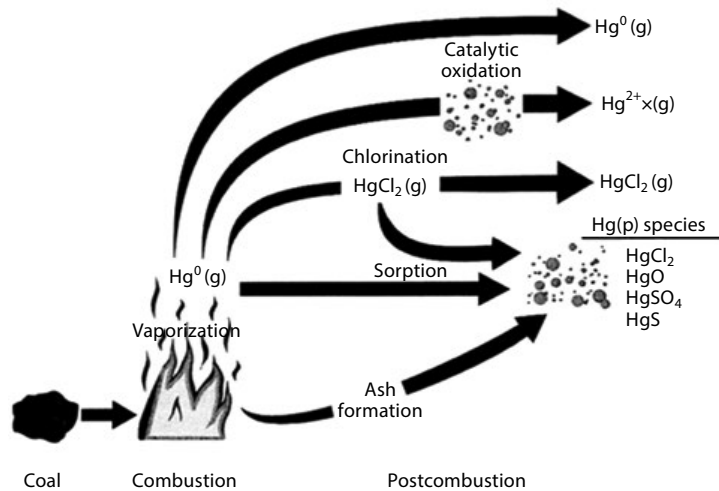 Hg⁰ (g)
Catalytic
oxidation
Hg²⁺×(g)
Chlorination
HgCl₂ (g)
HgCl₂ (g)
Hg(p) species
HgCl₂
HgO
HgSO₄
HgS
Hg⁰ (g)
Sorption
Vaporization
Ash
formation
Coal
Combustion
Postcombustion